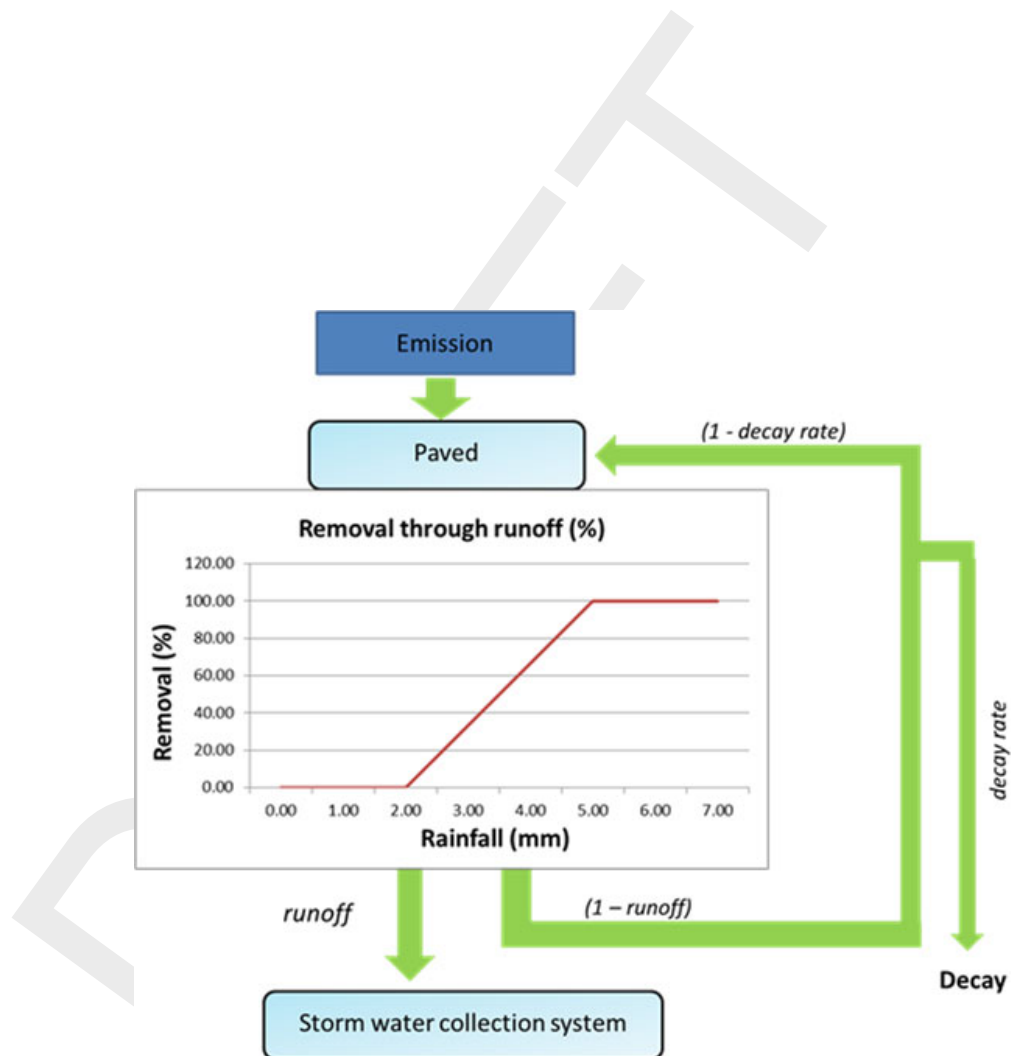 Emission
(1 - decay rate)
Paved
Removal through runoff (%)
120.00
100.00
80.00
60.00
40.00
20.00
0.00
Removal (%)
0.00 1.00 2.00 3.00 4.00 5.00 6.00 7.00
Rainfall (mm)
decay rate
runoff
(1 – runoff)
Decay
Storm water collection system